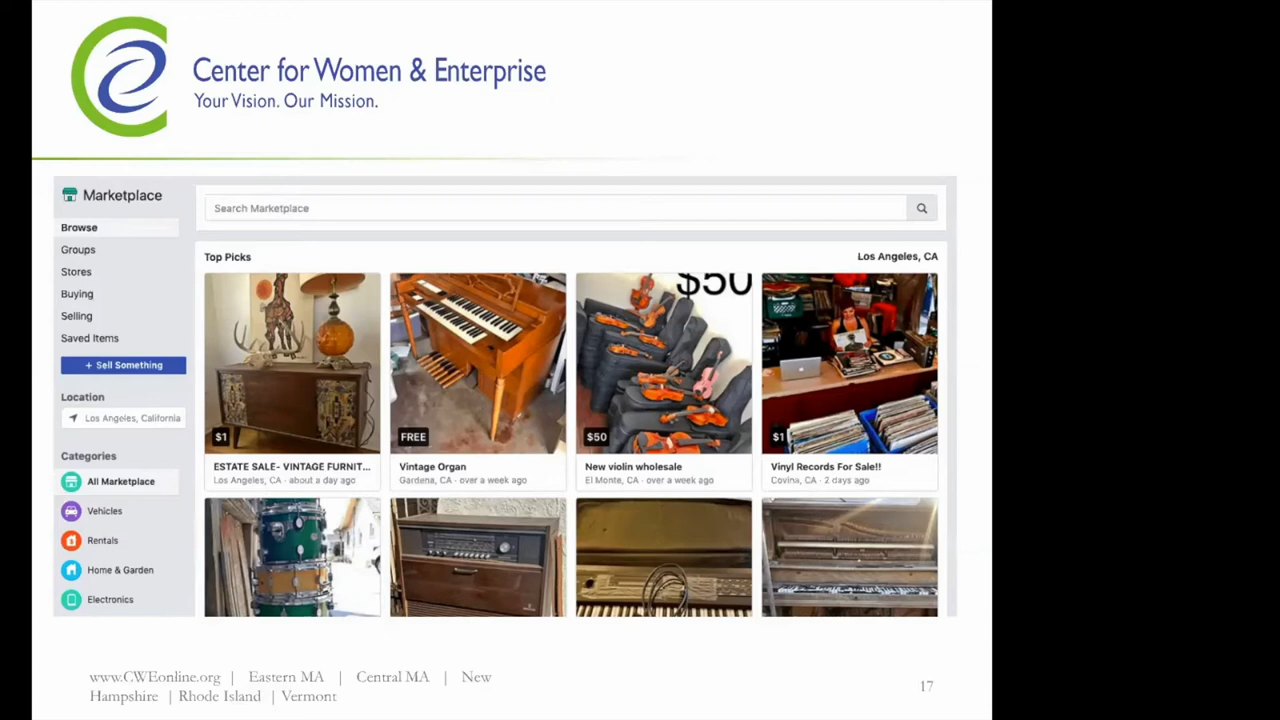 Center for Women & Enterprise
Your Vision. Our Mission.
Marketplace
Search Marketplace
Browse
Groups
Stores
Buying
Selling
Saved Items
+ Sell Something
Location
Los Angeles, California
Categories
All Marketplace
Vehicles
Rentals
Home & Garden
Electronics
Top Picks
Los Angeles, CA
$1
ESTATE SALE- VINTAGE FURNIT...
Los Angeles, CA · about a day ago
FREE
Vintage Organ
Gardena, CA · over a week ago
$50
$50
New violin wholesale
El Monte, CA · over a week ago
$1
Vinyl Records For Sale!!
Covina, CA · 2 days ago
www.CWEonline.org | Eastern MA | Central MA | New
Hampshire | Rhode Island | Vermont
17